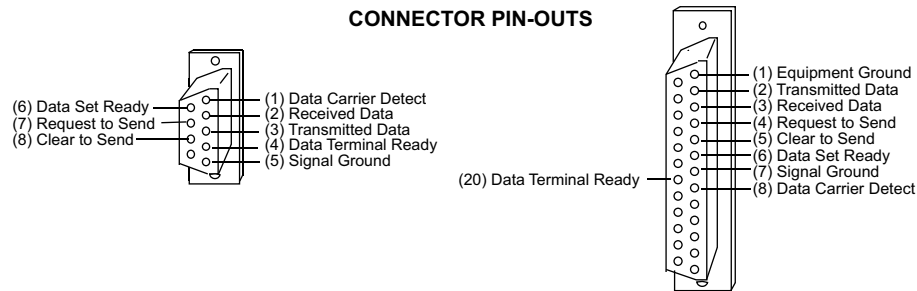 CONNECTOR PIN-OUTS
(6) Data Set Ready
(7) Request to Send
(8) Clear to Send
(1) Data Carrier Detect
(2) Received Data
(3) Transmitted Data
(4) Data Terminal Ready
(5) Signal Ground
(20) Data Terminal Ready
(1) Equipment Ground
(2) Transmitted Data
(3) Received Data
(4) Request to Send
(5) Clear to Send
(6) Data Set Ready
(7) Signal Ground
(8) Data Carrier Detect